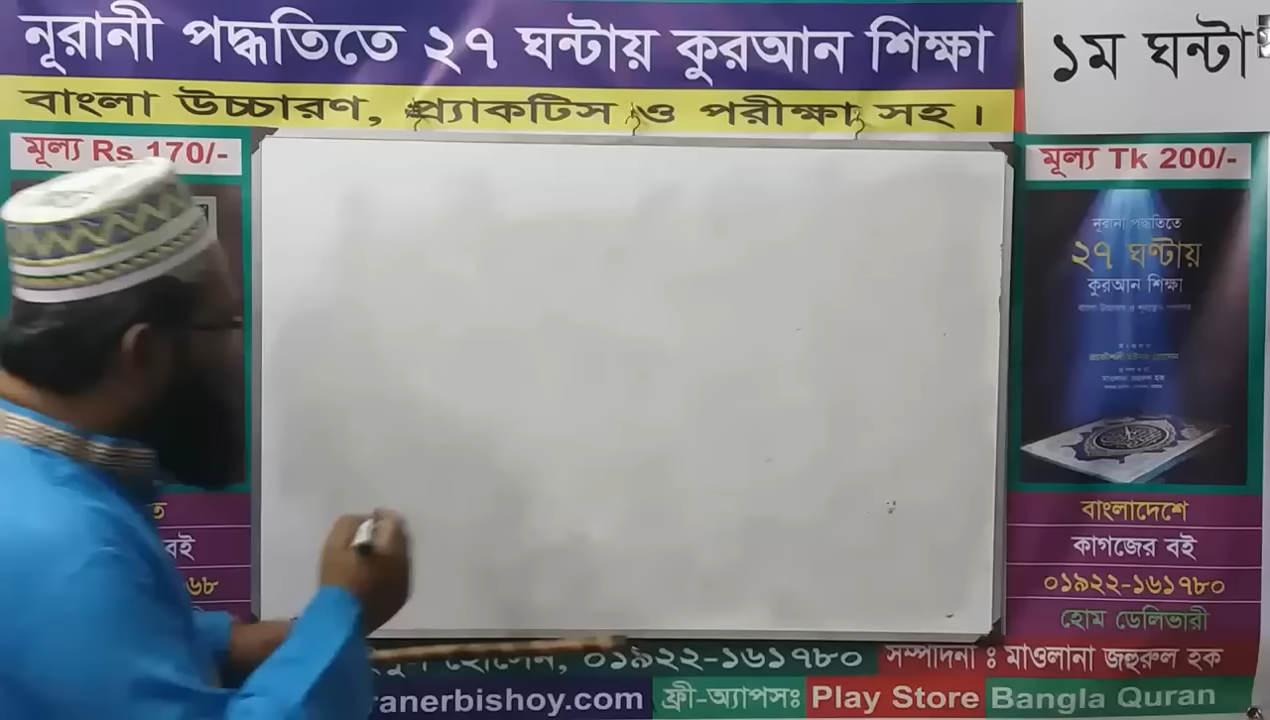 নূরানী পদ্ধতিতে ২৭ ঘন্টায় কুরআন শিক্ষা
১ম ঘন্টা
বাংলা উচ্চারণ, প্র্যাকটিস ও পরীক্ষা সহ।
মূল্য Rs 170/-
মূল্য Tk 200/-
নূরানী পদ্ধতিতে
২৭ ঘণ্টায়
কুরআন শিক্ষা
বাংলাদেশে
কাগজের বই
০১৯২২-১৬১৭৮০
হোম ডেলিভারী
বই
৬৮
হোসেন, ০১৯২২-১৬১৭৮০
সম্পাদনা ঃ মাওলানা জহুরুল হক
ranerbishoy.com
ফ্রী-অ্যাপসঃ Play Store Bangla Quran